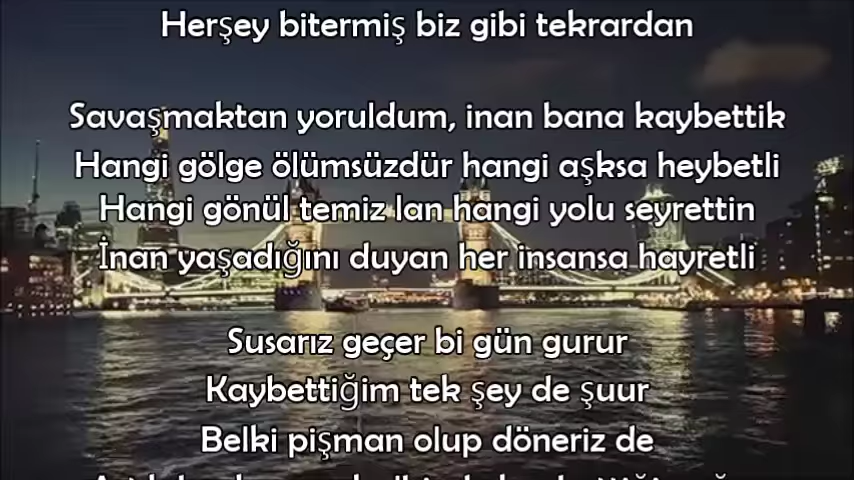 Herşey bitermiş biz gibi tekrardan
Savaşmaktan yoruldum, inan bana kaybettik
Hangi gölge ölümsüzdür hangi aşksa heybetli
Hangi gönül temiz lan hangi yolu seyrettin
İnan yaşadığını duyan her insansa hayretli
Susarız geçer bi gün gurur
Kaybettiğim tek şey de şuur
Belki pişman olup döneriz de